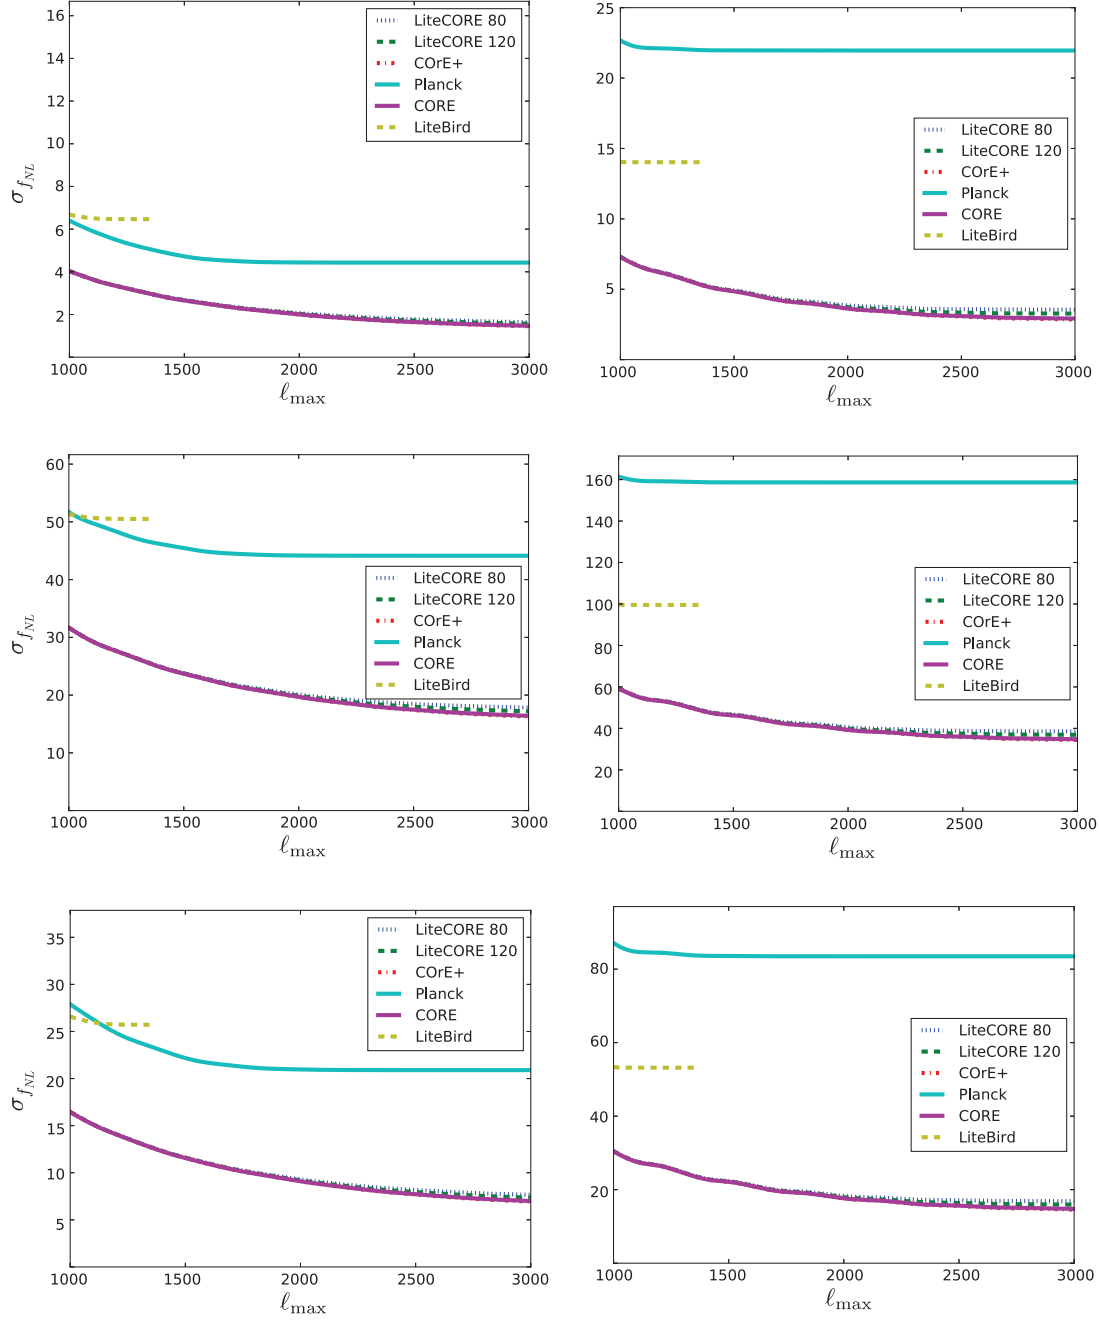 16
14
12
10
8
6
4
2
σ_{f_{NL}}
LiteCORE 80
LiteCORE 120
COrE+
Planck
CORE
LiteBird
1000 1500 2000 2500 3000
ℓ_max
25
20
15
10
5
LiteCORE 80
LiteCORE 120
COrE+
Planck
CORE
LiteBird
1000 1500 2000 2500 3000
ℓ_max
60
50
40
30
20
10
σ_{f_{NL}}
LiteCORE 80
LiteCORE 120
COrE+
Planck
CORE
LiteBird
1000 1500 2000 2500 3000
ℓ_max
160
140
120
100
80
60
40
20
LiteCORE 80
LiteCORE 120
COrE+
Planck
CORE
LiteBird
1000 1500 2000 2500 3000
ℓ_max
35
30
25
20
15
10
5
σ_{f_{NL}}
LiteCORE 80
LiteCORE 120
COrE+
Planck
CORE
LiteBird
1000 1500 2000 2500 3000
ℓ_max
80
60
40
20
LiteCORE 80
LiteCORE 120
COrE+
Planck
CORE
LiteBird
1000 1500 2000 2500 3000
ℓ_max